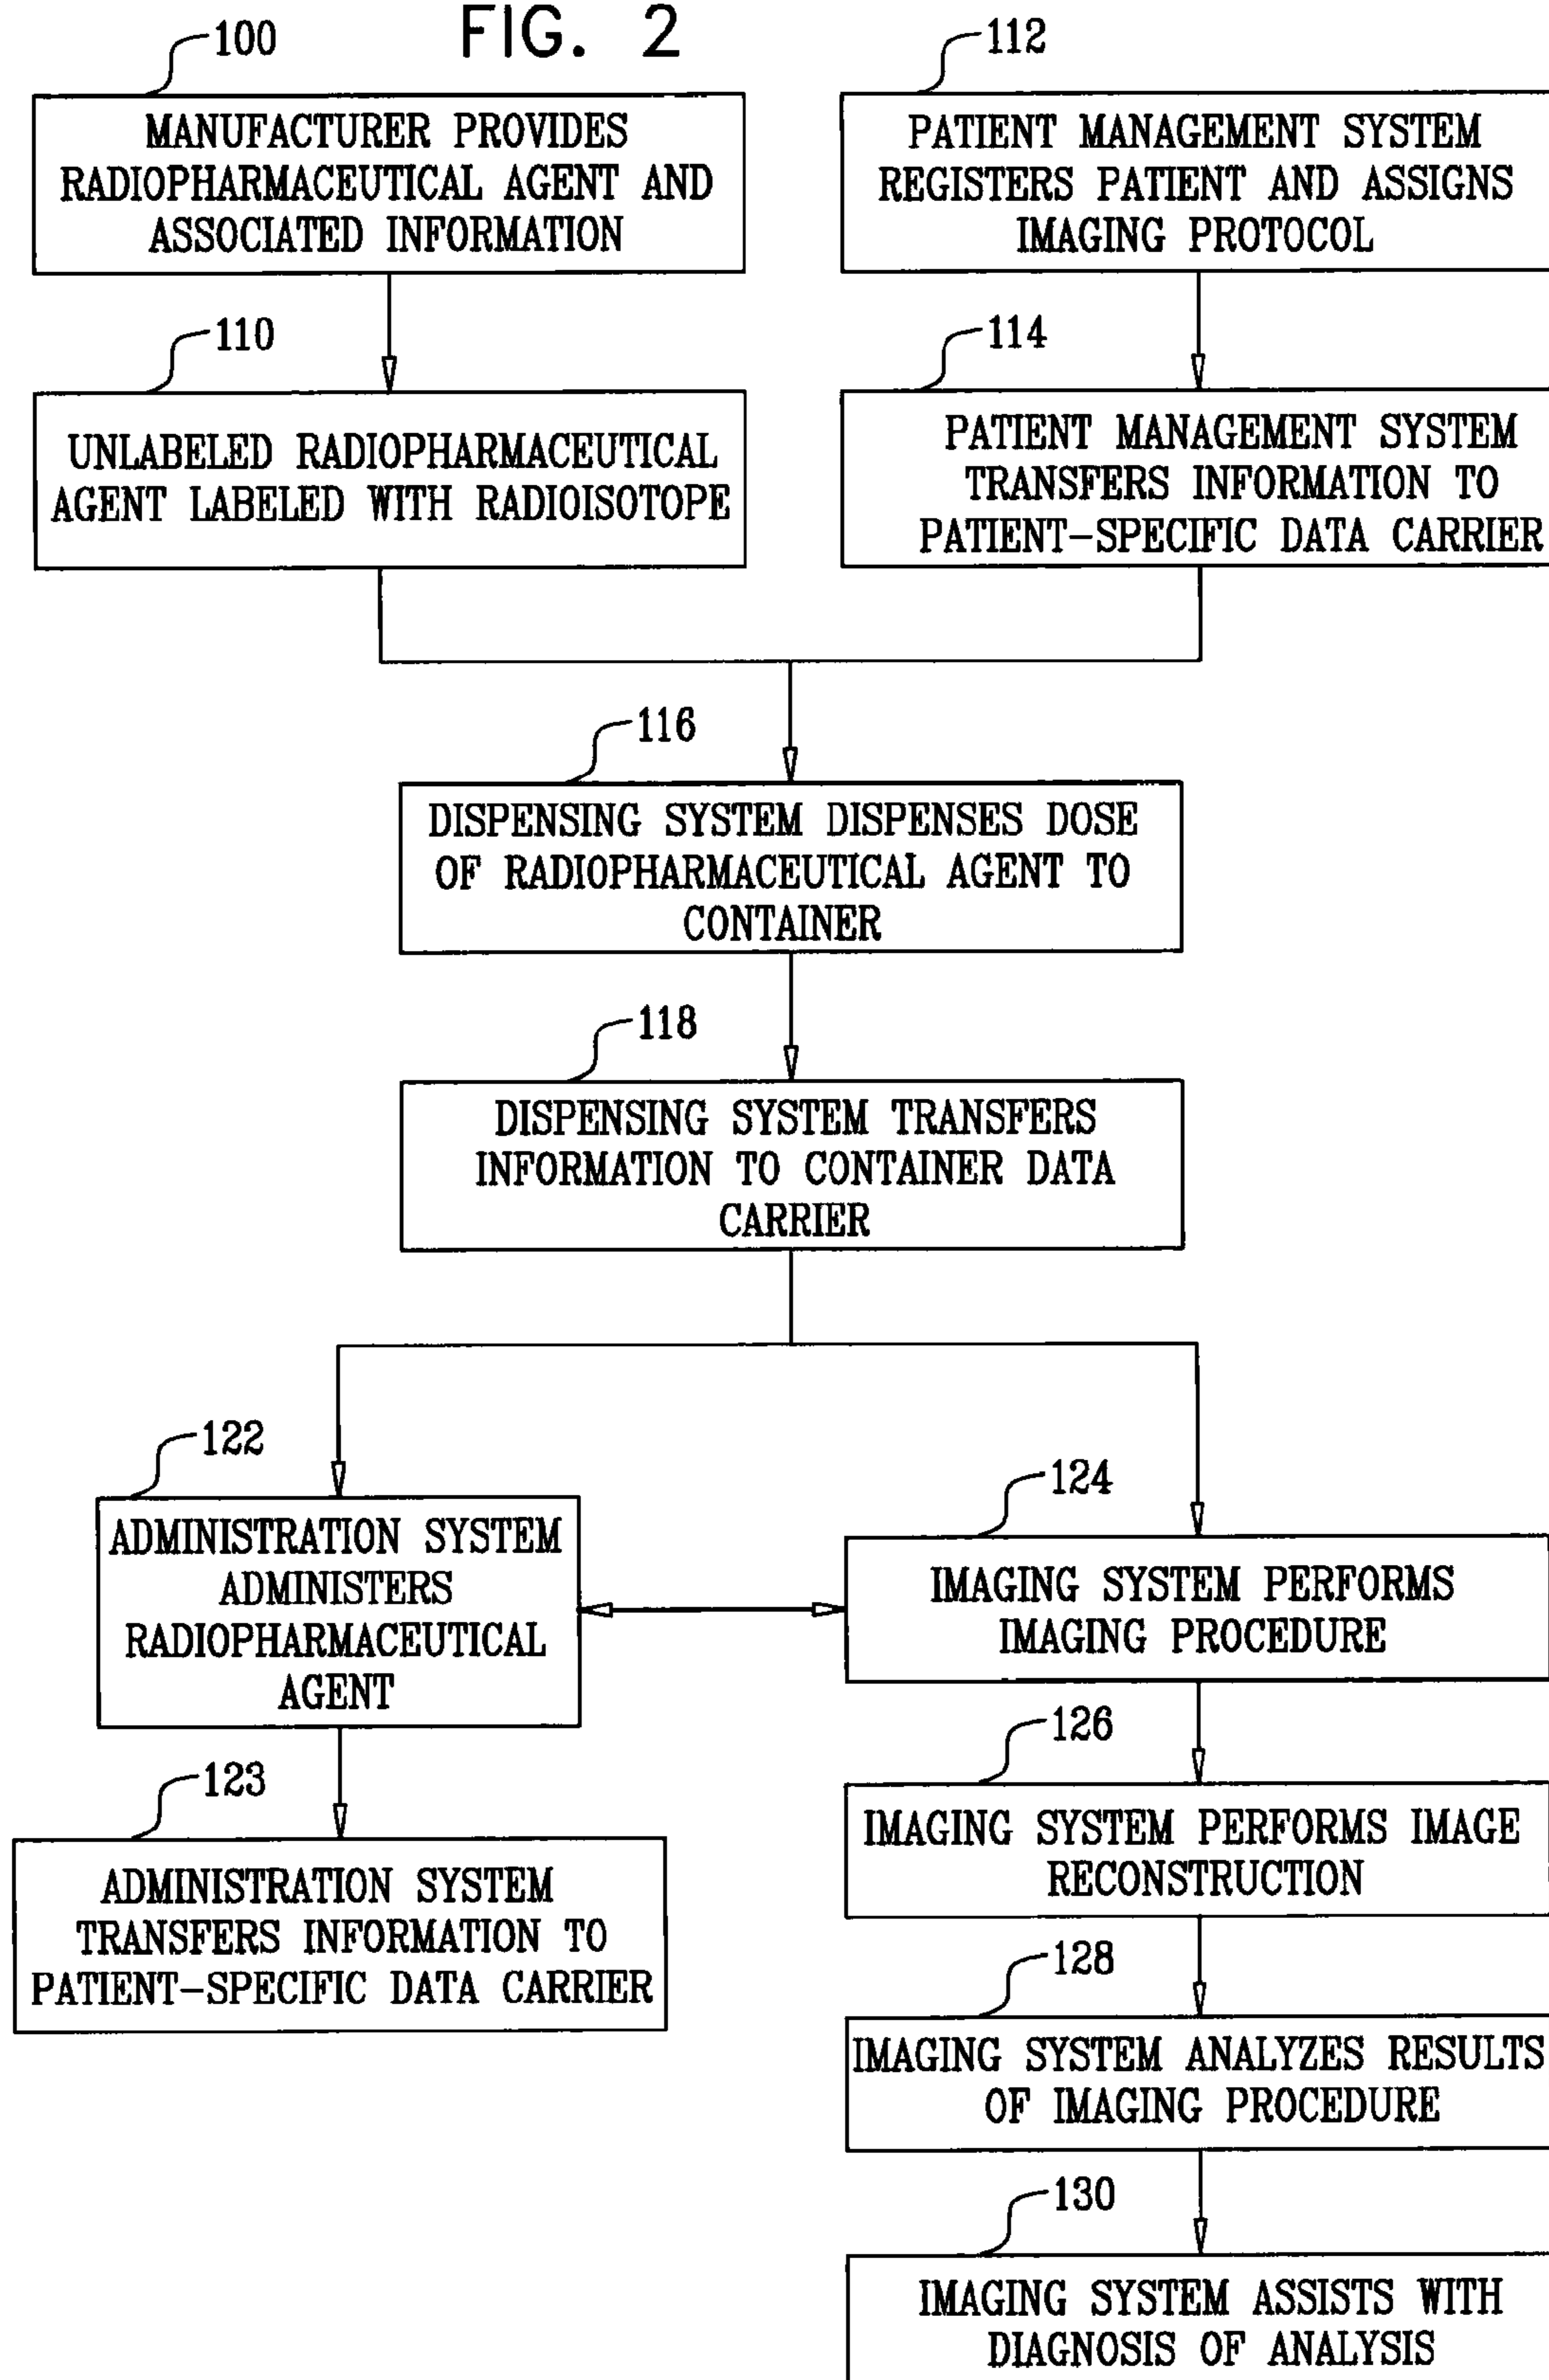 FIG. 2
100
MANUFACTURER PROVIDES
RADIOPHARMACEUTICAL AGENT AND
ASSOCIATED INFORMATION
112
PATIENT MANAGEMENT SYSTEM
REGISTERS PATIENT AND ASSIGNS
IMAGING PROTOCOL
110
UNLABELED RADIOPHARMACEUTICAL
AGENT LABELED WITH RADIOISOTOPE
114
PATIENT MANAGEMENT SYSTEM
TRANSFERS INFORMATION TO
PATIENT-SPECIFIC DATA CARRIER
116
DISPENSING SYSTEM DISPENSES DOSE
OF RADIOPHARMACEUTICAL AGENT TO
CONTAINER
118
DISPENSING SYSTEM TRANSFERS
INFORMATION TO CONTAINER DATA
CARRIER
122
ADMINISTRATION SYSTEM
ADMINISTERS
RADIOPHARMACEUTICAL
AGENT
124
IMAGING SYSTEM PERFORMS
IMAGING PROCEDURE
123
ADMINISTRATION SYSTEM
TRANSFERS INFORMATION TO
PATIENT-SPECIFIC DATA CARRIER
126
IMAGING SYSTEM PERFORMS IMAGE
RECONSTRUCTION
128
IMAGING SYSTEM ANALYZES RESULTS
OF IMAGING PROCEDURE
130
IMAGING SYSTEM ASSISTS WITH
DIAGNOSIS OF ANALYSIS